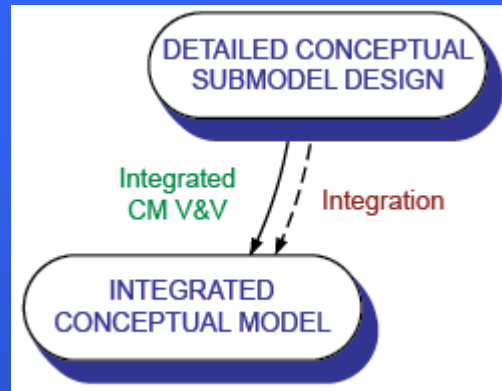 DETAILED CONCEPTUAL
SUBMODEL DESIGN
Integrated
CM V&V
Integration
INTEGRATED
CONCEPTUAL MODEL